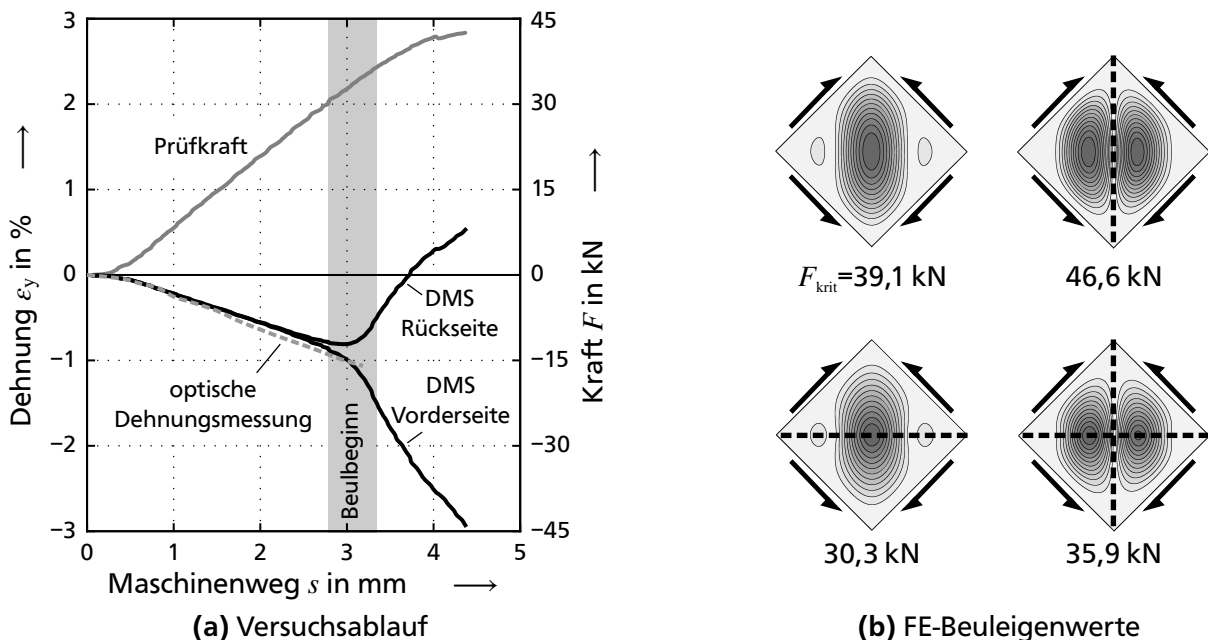 Dehnung εy in %
3
2
1
0
−1
−2
−3
Prüfkraft
optische
Dehnungsmessung
DMS
Rückseite
DMS
Vorderseite
Beulbeginn
45
30
15
0
−15
−30
−45
Kraft F in kN
0 1 2 3 4 5
Maschinenweg s in mm
(a) Versuchsablauf
Fkrit=39,1 kN
46,6 kN
30,3 kN
35,9 kN
(b) FE-Beuleigenwerte